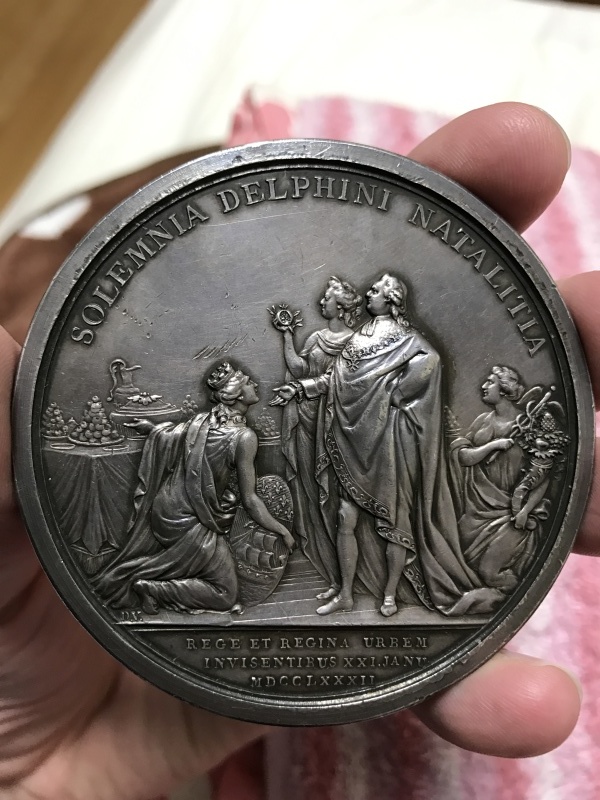 SOLEMNIA DELPHINI NATALITIA
REGE ET REGINA URBEM
INVISENTIBUS XXI. JANU
MDCCLXXXII